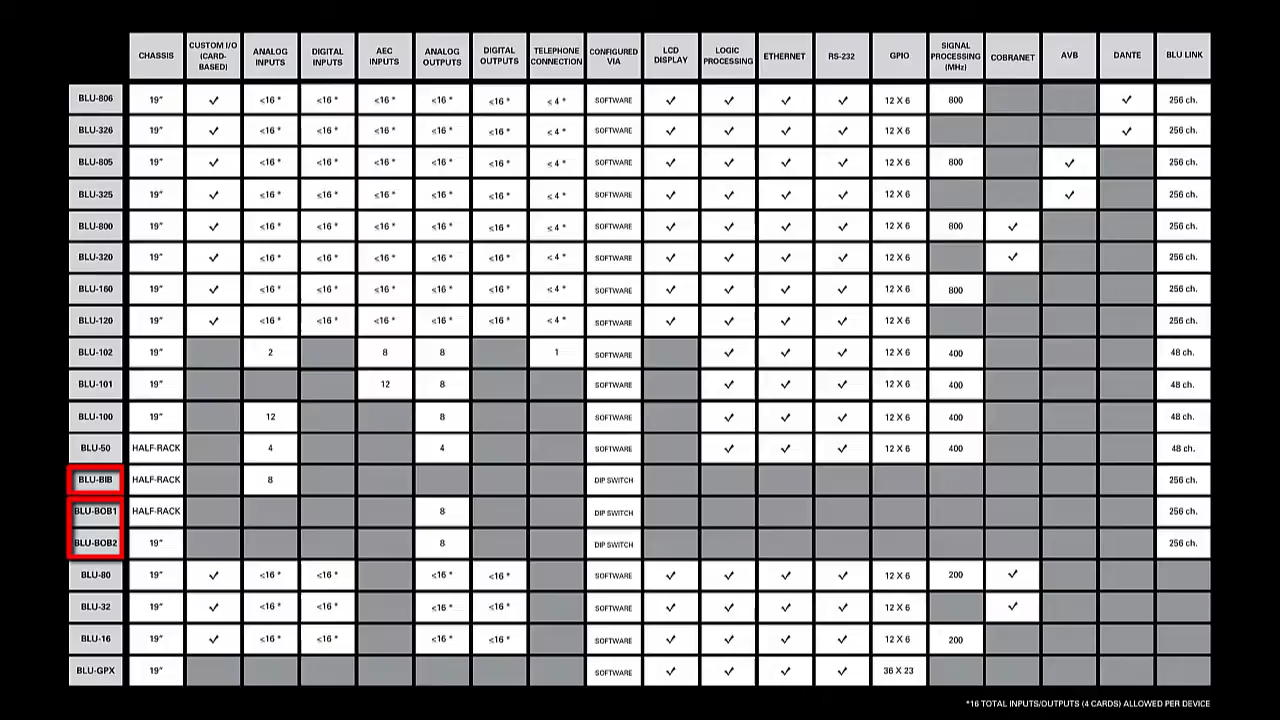 CHASSIS CUSTOM I/O (CARD-BASED) ANALOG INPUTS DIGITAL INPUTS AEC INPUTS ANALOG OUTPUTS DIGITAL OUTPUTS TELEPHONE CONNECTION CONFIGURED VIA LCD DISPLAY LOGIC PROCESSING ETHERNET RS-232 GPIO SIGNAL PROCESSING (MHz) COBRANET AVB DANTE BLU LINK
BLU-806 19" ✓ ≤16 * ≤16 * ≤16 * ≤16 * ≤16 * ≤ 4 * SOFTWARE ✓ ✓ ✓ ✓ 12 X 6 800 ✓ 256 ch.
BLU-326 19" ✓ ≤16 * ≤16 * ≤16 * ≤16 * ≤16 * ≤ 4 * SOFTWARE ✓ ✓ ✓ ✓ 12 X 6 ✓ 256 ch.
BLU-805 19" ✓ ≤16 * ≤16 * ≤16 * ≤16 * ≤16 * ≤ 4 * SOFTWARE ✓ ✓ ✓ ✓ 12 X 6 800 ✓ 256 ch.
BLU-325 19" ✓ ≤16 * ≤16 * ≤16 * ≤16 * ≤16 * ≤ 4 * SOFTWARE ✓ ✓ ✓ ✓ 12 X 6 ✓ 256 ch.
BLU-800 19" ✓ ≤16 * ≤16 * ≤16 * ≤16 * ≤16 * ≤ 4 * SOFTWARE ✓ ✓ ✓ ✓ 12 X 6 800 ✓ 256 ch.
BLU-320 19" ✓ ≤16 * ≤16 * ≤16 * ≤16 * ≤16 * ≤ 4 * SOFTWARE ✓ ✓ ✓ ✓ 12 X 6 ✓ 256 ch.
BLU-160 19" ✓ ≤16 * ≤16 * ≤16 * ≤16 * ≤16 * ≤ 4 * SOFTWARE ✓ ✓ ✓ ✓ 12 X 6 800 256 ch.
BLU-120 19" ✓ ≤16 * ≤16 * ≤16 * ≤16 * ≤16 * ≤ 4 * SOFTWARE ✓ ✓ ✓ ✓ 12 X 6 256 ch.
BLU-102 19" 2 8 8 1 SOFTWARE ✓ ✓ ✓ 12 X 6 400 48 ch.
BLU-101 19" 12 8 SOFTWARE ✓ ✓ ✓ 12 X 6 400 48 ch.
BLU-100 19" 12 8 SOFTWARE ✓ ✓ ✓ 12 X 6 400 48 ch.
BLU-50 HALF-RACK 4 4 SOFTWARE ✓ ✓ ✓ 12 X 6 400 48 ch.
BLU-BIB HALF-RACK 8 DIP SWITCH 256 ch.
BLU-BOB1 HALF-RACK 8 DIP SWITCH 256 ch.
BLU-BOB2 19" 8 DIP SWITCH 256 ch.
BLU-80 19" ✓ ≤16 * ≤16 * ≤16 * ≤16 * SOFTWARE ✓ ✓ ✓ ✓ 12 X 6 200 ✓
BLU-32 19" ✓ ≤16 * ≤16 * ≤16 * ≤16 * SOFTWARE ✓ ✓ ✓ ✓ 12 X 6 ✓
BLU-16 19" ✓ ≤16 * ≤16 * ≤16 * ≤16 * SOFTWARE ✓ ✓ ✓ ✓ 12 X 6 200
BLU-GPX 19" SOFTWARE ✓ ✓ ✓ ✓ 36 X 23
*16 TOTAL INPUTS/OUTPUTS (4 CARDS) ALLOWED PER DEVICE